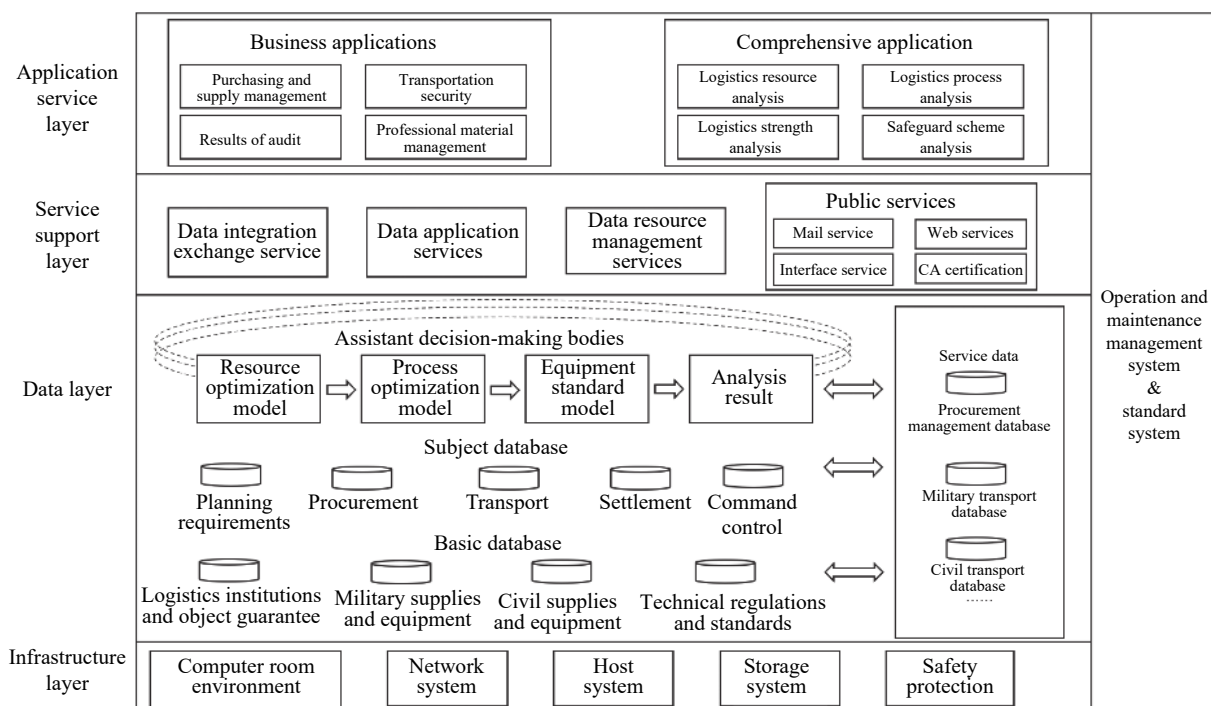 Application
service
layer
Business applications
Purchasing and
supply management
Transportation
security
Results of audit
Professional material
management
Comprehensive application
Logistics resource
analysis
Logistics process
analysis
Logistics strength
analysis
Safeguard scheme
analysis
Service
support
layer
Data integration
exchange service
Data application
services
Data resource
management
services
Public services
Mail service
Web services
Interface service
CA certification
Data layer
Assistant decision-making bodies
Resource
optimization
model
Process
optimization
model
Equipment
standard
model
Analysis
result
Subject database
Planning
requirements
Procurement
Transport
Settlement
Command
control
Basic database
Logistics institutions
and object guarantee
Military supplies
and equipment
Civil supplies
and equipment
Technical regulations
and standards
Service data
Procurement
management database
Military transport
database
Civil transport
database
......
Infrastructure
layer
Computer room
environment
Network
system
Host
system
Storage
system
Safety
protection
Operation and
maintenance
management
system
&
standard
system